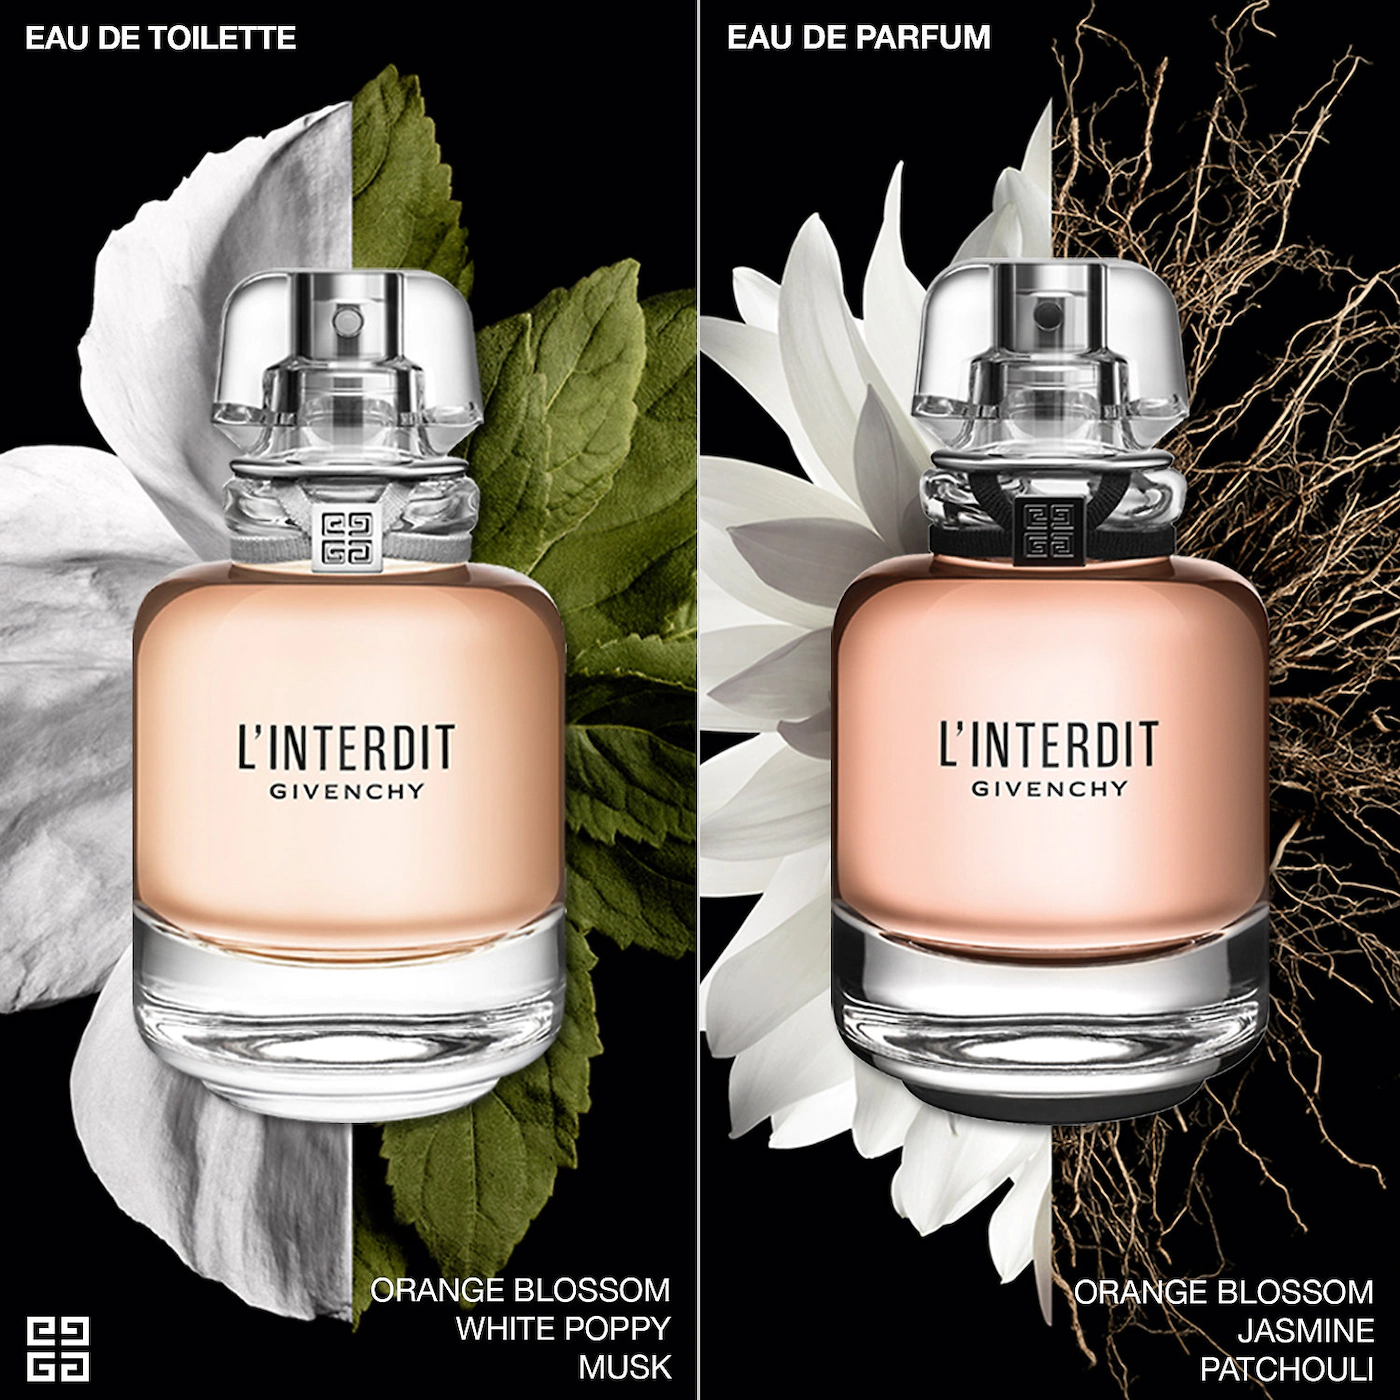 EAU DE TOILETTE
L'INTERDIT
GIVENCHY
ORANGE BLOSSOM
WHITE POPPY
MUSK
EAU DE PARFUM
L'INTERDIT
GIVENCHY
ORANGE BLOSSOM
JASMINE
PATCHOULI